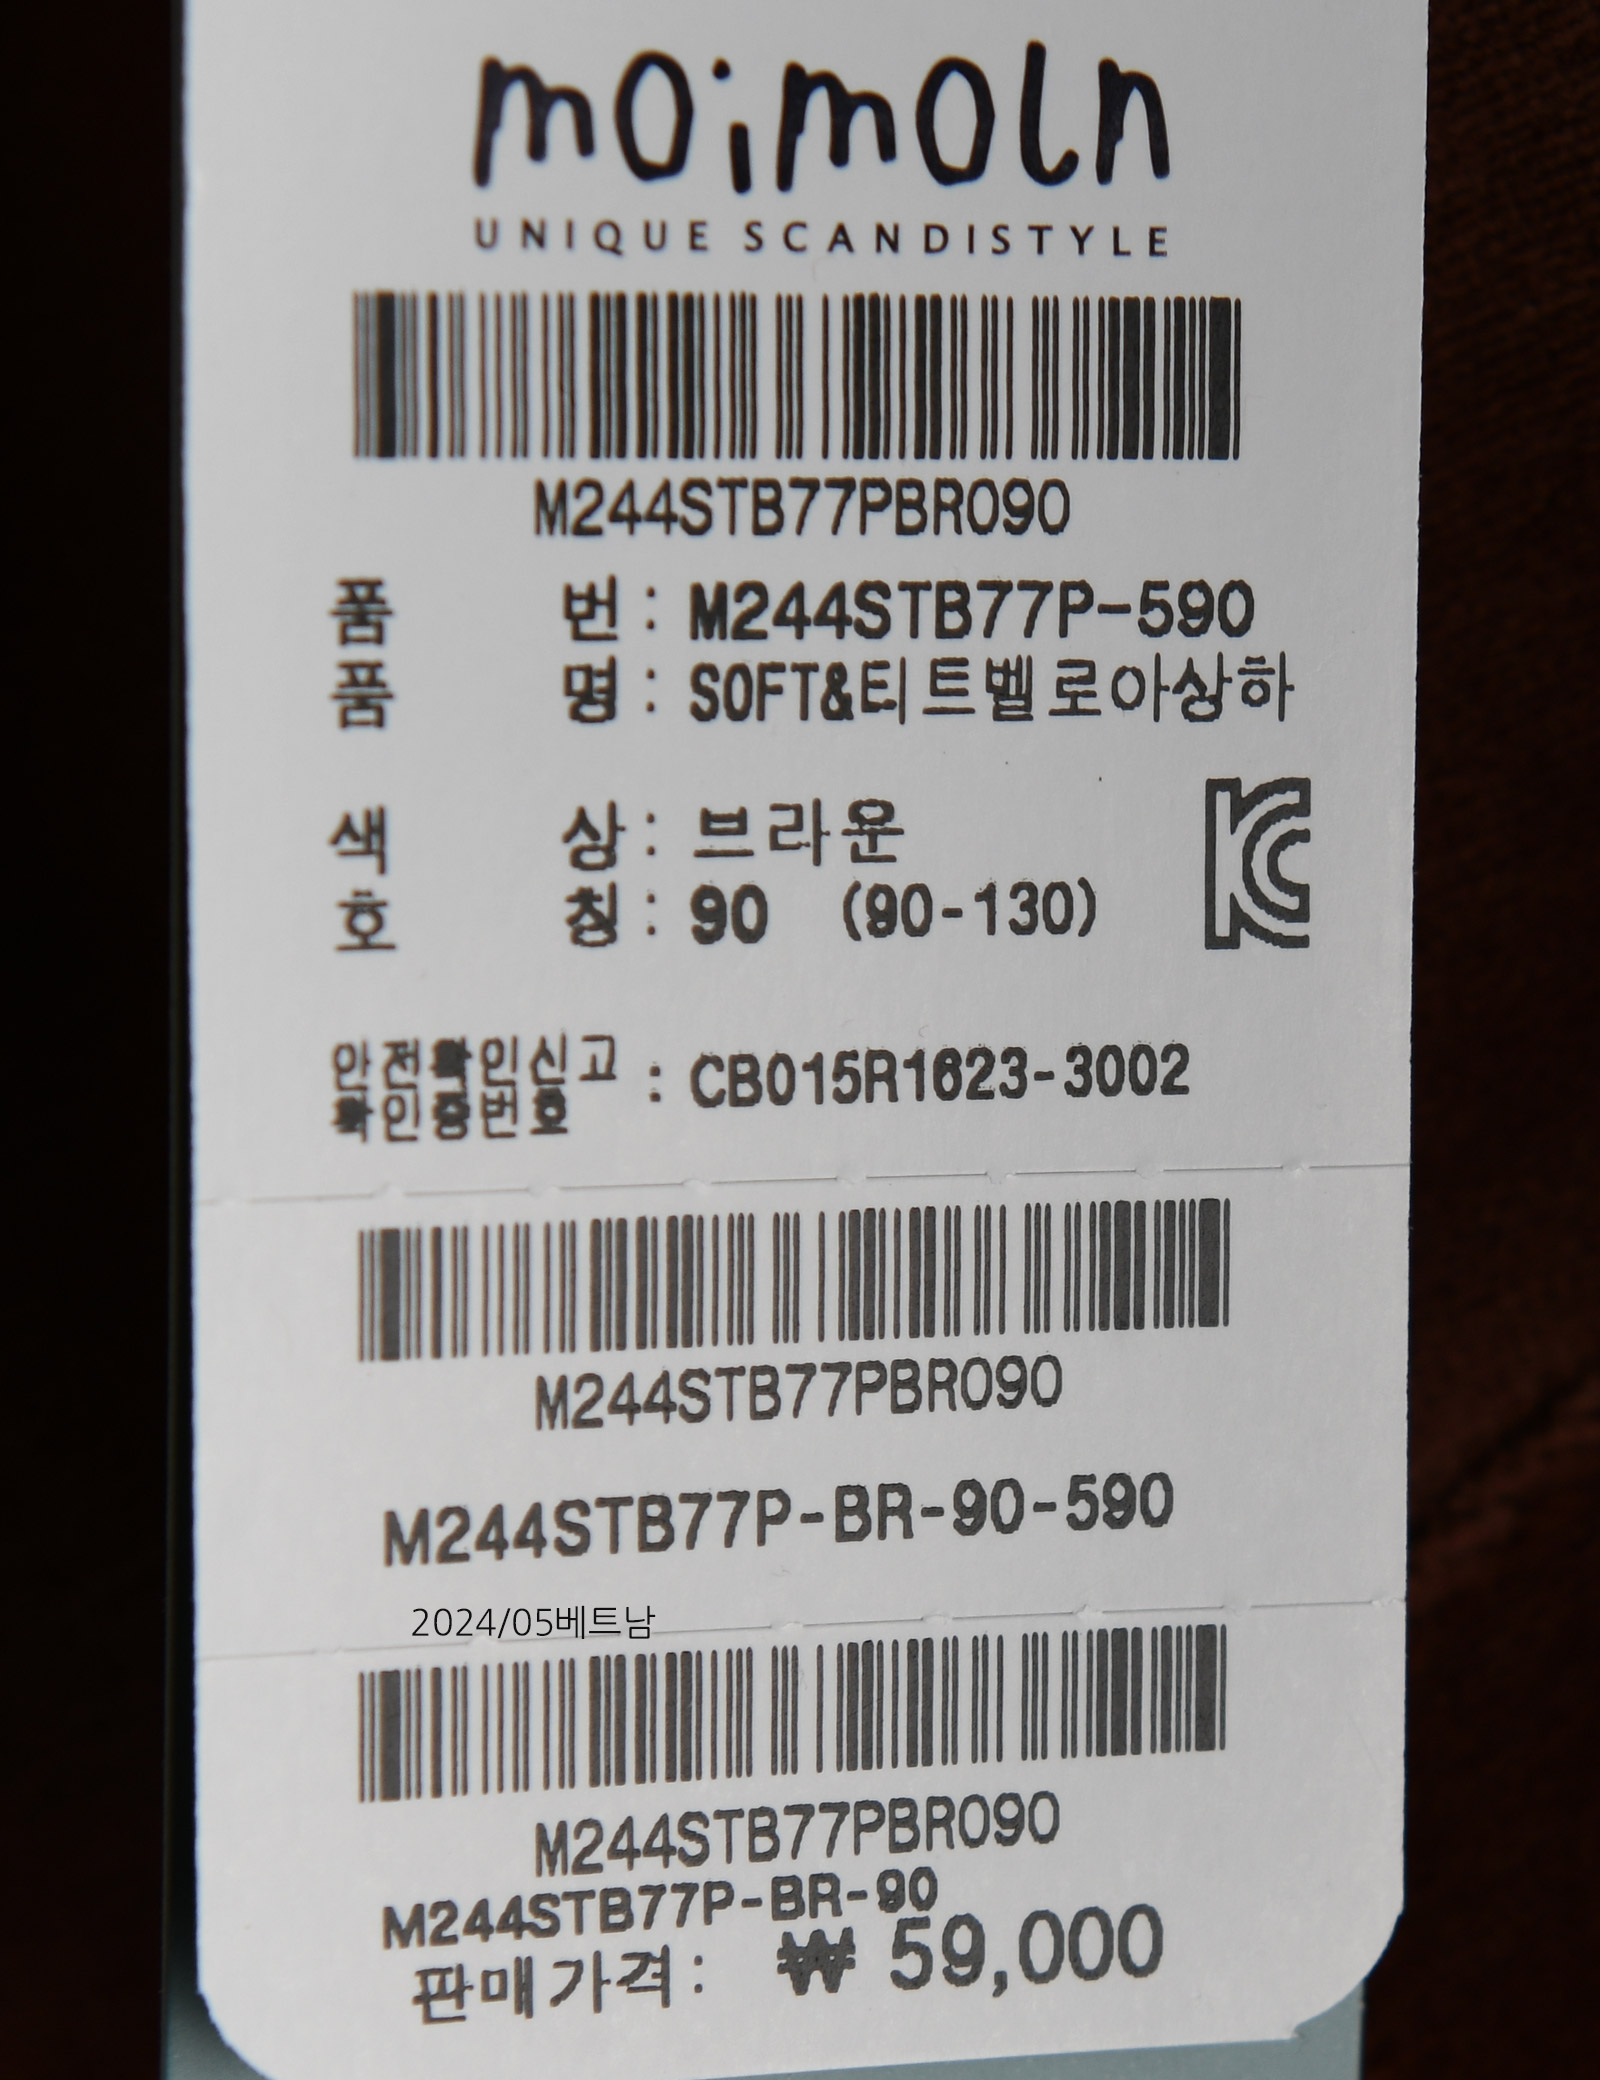 moimoln
UNIQUE SCANDISTYLE
M244STB77PBR090
품 번 : M244STB77P-590
품 명 : SOFT&티트벨로아상하
색 상 : 브라운
호 칭 : 90 (90-130)
안전확인신고
확인증번호 : CB015R1623-3002
M244STB77PBR090
M244STB77P-BR-90-590
2024/05베트남
M244STB77PBR090
M244STB77P-BR-90
판매가격: ₩ 59,000